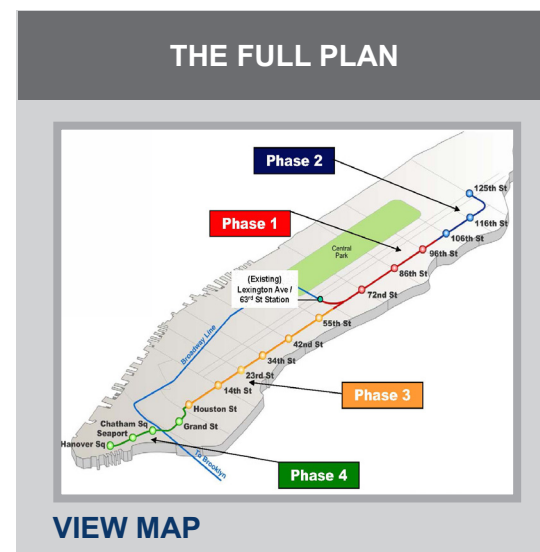 THE FULL PLAN
Phase 2
125th St
Phase 1
116th St
106th St
96th St
Central
Park
86th St
(Existing)
Lexington Ave /
63rd St Station
72nd St
55th St
Broadway Line
42nd St
34th St
23rd St
14th St
Phase 3
Houston St
Chatham Sq
Grand St
Seaport
Hanover Sq
To Brooklyn
Phase 4
VIEW MAP